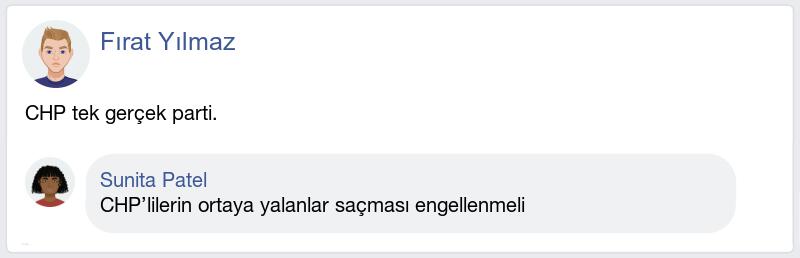 Fırat Yılmaz
CHP tek gerçek parti.
Sunita Patel
CHP’lilerin ortaya yalanlar saçması engellenmeli